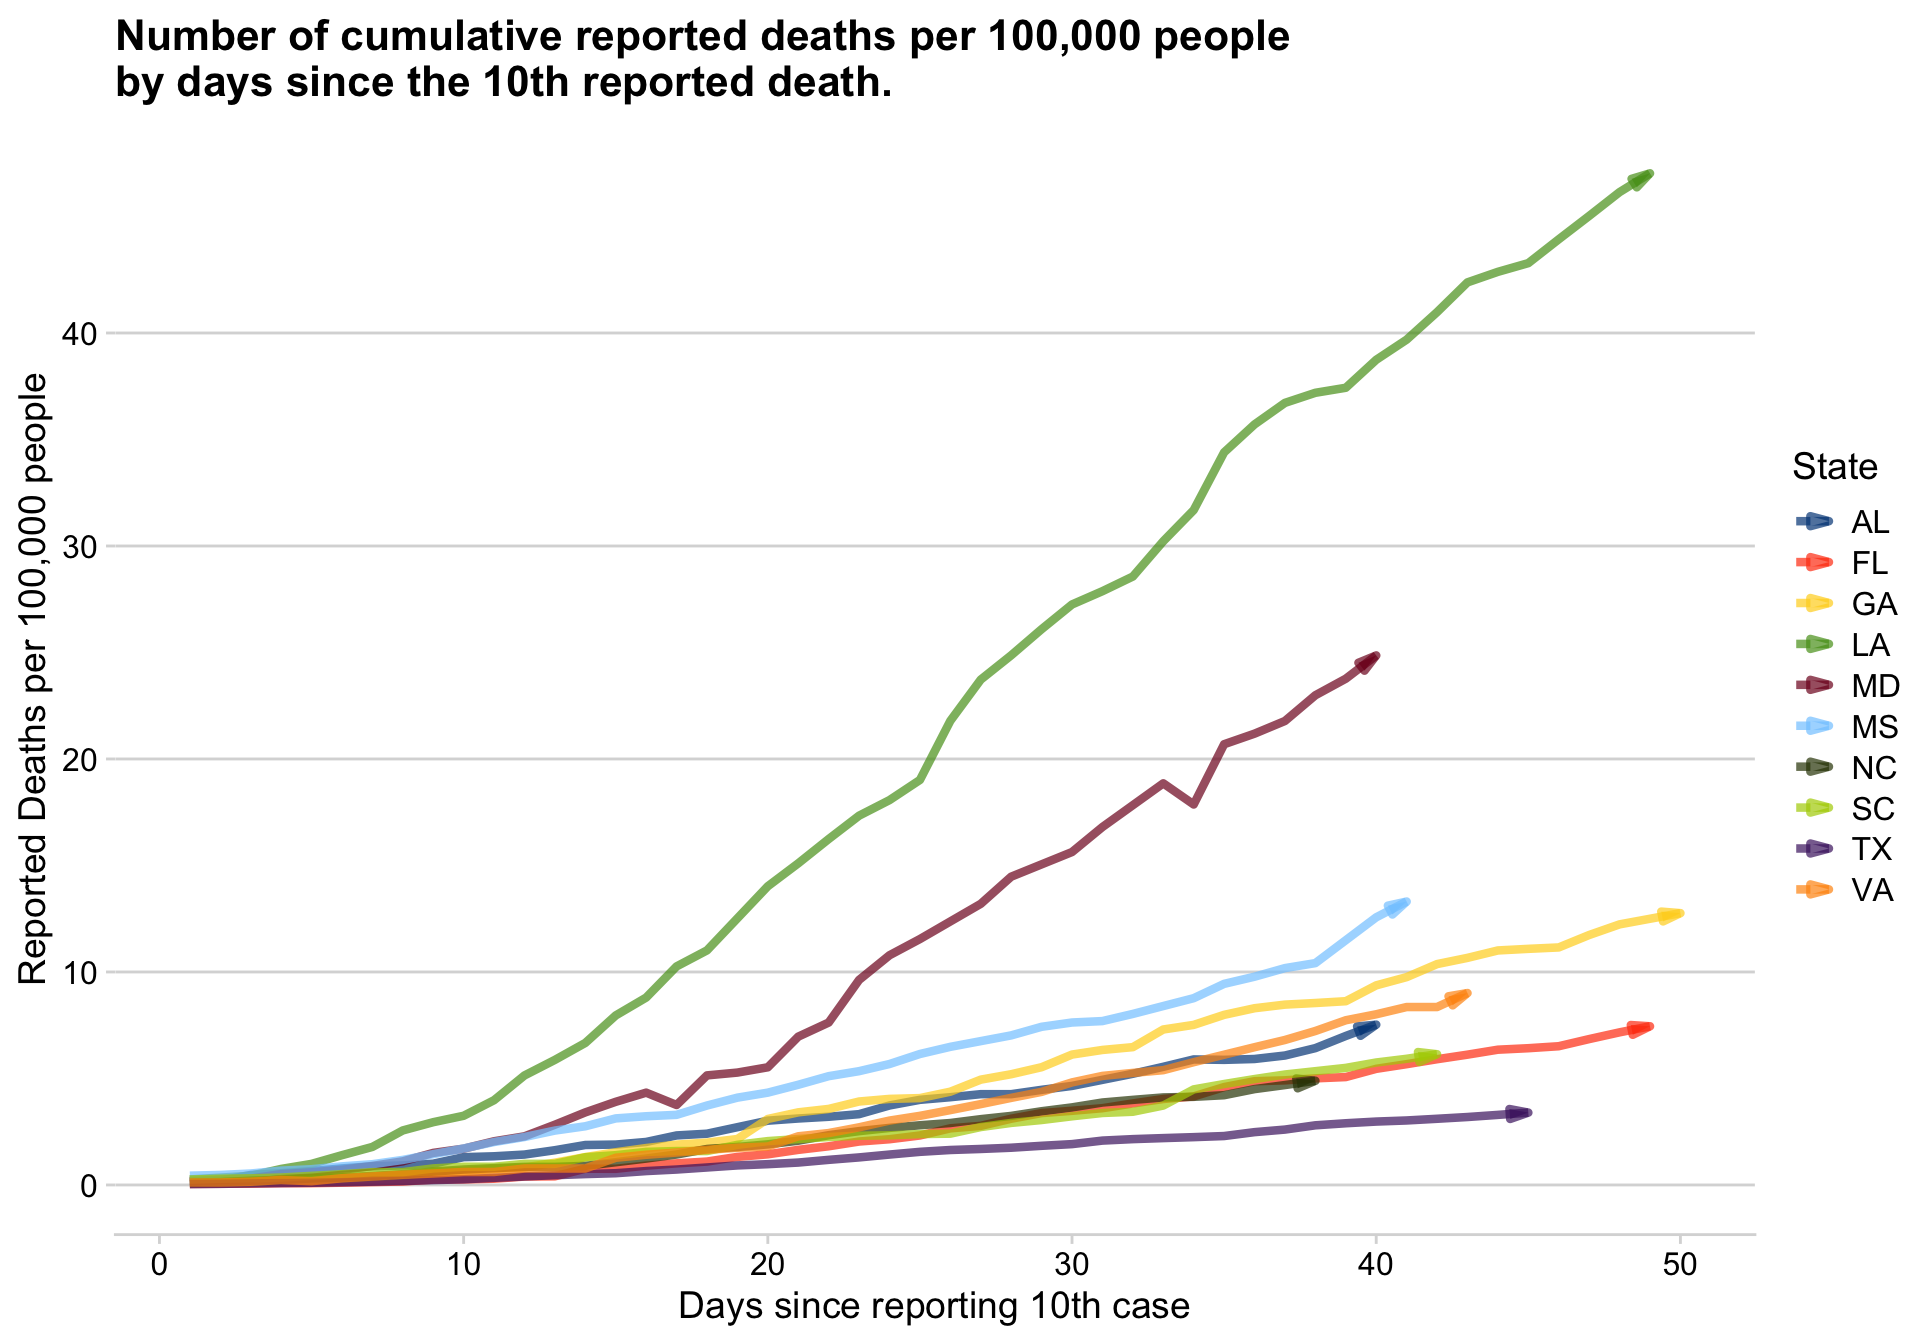 Number of cumulative reported deaths per 100,000 people
by days since the 10th reported death.
Reported Deaths per 100,000 people
40
30
20
10
0
0 10 20 30 40 50
Days since reporting 10th case
State
AL
FL
GA
LA
MD
MS
NC
SC
TX
VA